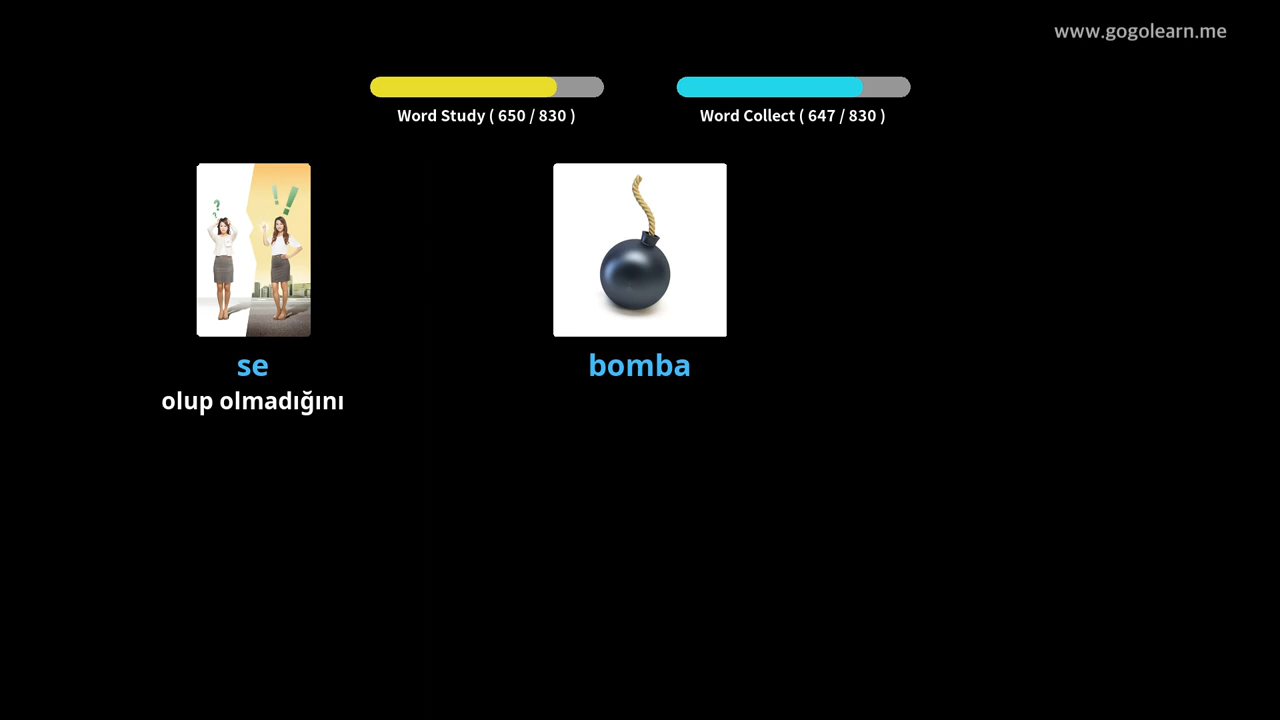 www.gogolearn.me
Word Study ( 650 / 830 )
Word Collect ( 647 / 830 )
se
olup olmadığını
bomba